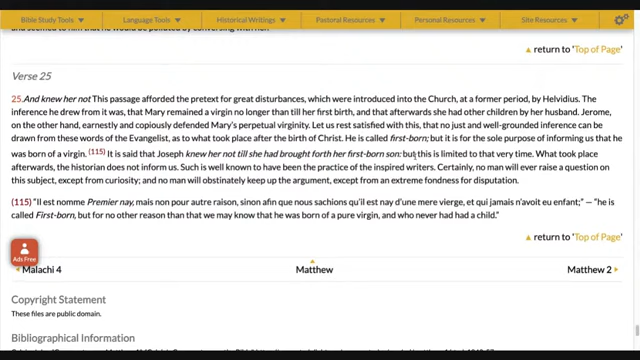 Bible Study Tools Language Tools Historical Writings Pastoral Resources Personal Resources Site Resources
and seemed to him that he would be polluted by conversing with her.
▲ return to 'Top of Page'
Verse 25
25. And knew her not This passage afforded the pretext for great disturbances, which were introduced into the Church, at a former period, by Helvidius. The
inference he drew from it was, that Mary remained a virgin no longer than till her first birth, and that afterwards she had other children by her husband. Jerome,
on the other hand, earnestly and copiously defended Mary's perpetual virginity. Let us rest satisfied with this, that no just and well-grounded inference can be
drawn from these words of the Evangelist, as to what took place after the birth of Christ. He is called first-born; but it is for the sole purpose of informing us that he
was born of a virgin. (115) It is said that Joseph knew her not till she had brought forth her first-born son: but this is limited to that very time. What took place
afterwards, the historian does not inform us. Such is well known to have been the practice of the inspired writers. Certainly, no man will ever raise a question on
this subject, except from curiosity; and no man will obstinately keep up the argument, except from an extreme fondness for disputation.
(115) "Il est nomme Premier nay, mais non pour autre raison, sinon afin que nous sachions qu'il est nay d'une mere vierge, et qui jamais n'avoit eu enfant;" — "he is
called First-born, but for no other reason than that we may know that he was born of a pure virgin, and who never had had a child."
▲ return to 'Top of Page'
Ads Free
Malachi 4 Matthew Matthew 2
Copyright Statement
These files are public domain.
Bibliographical Information